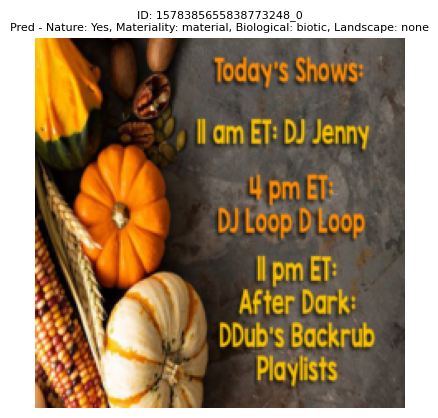 ID: 1578385655838773248_0
Pred - Nature: Yes, Materiality: material, Biological: biotic, Landscape: none
Today's Shows:
11 am ET: DJ Jenny
4 pm ET:
DJ Loop D Loop
11 pm ET:
After Dark:
DDub's Backrub
Playlists